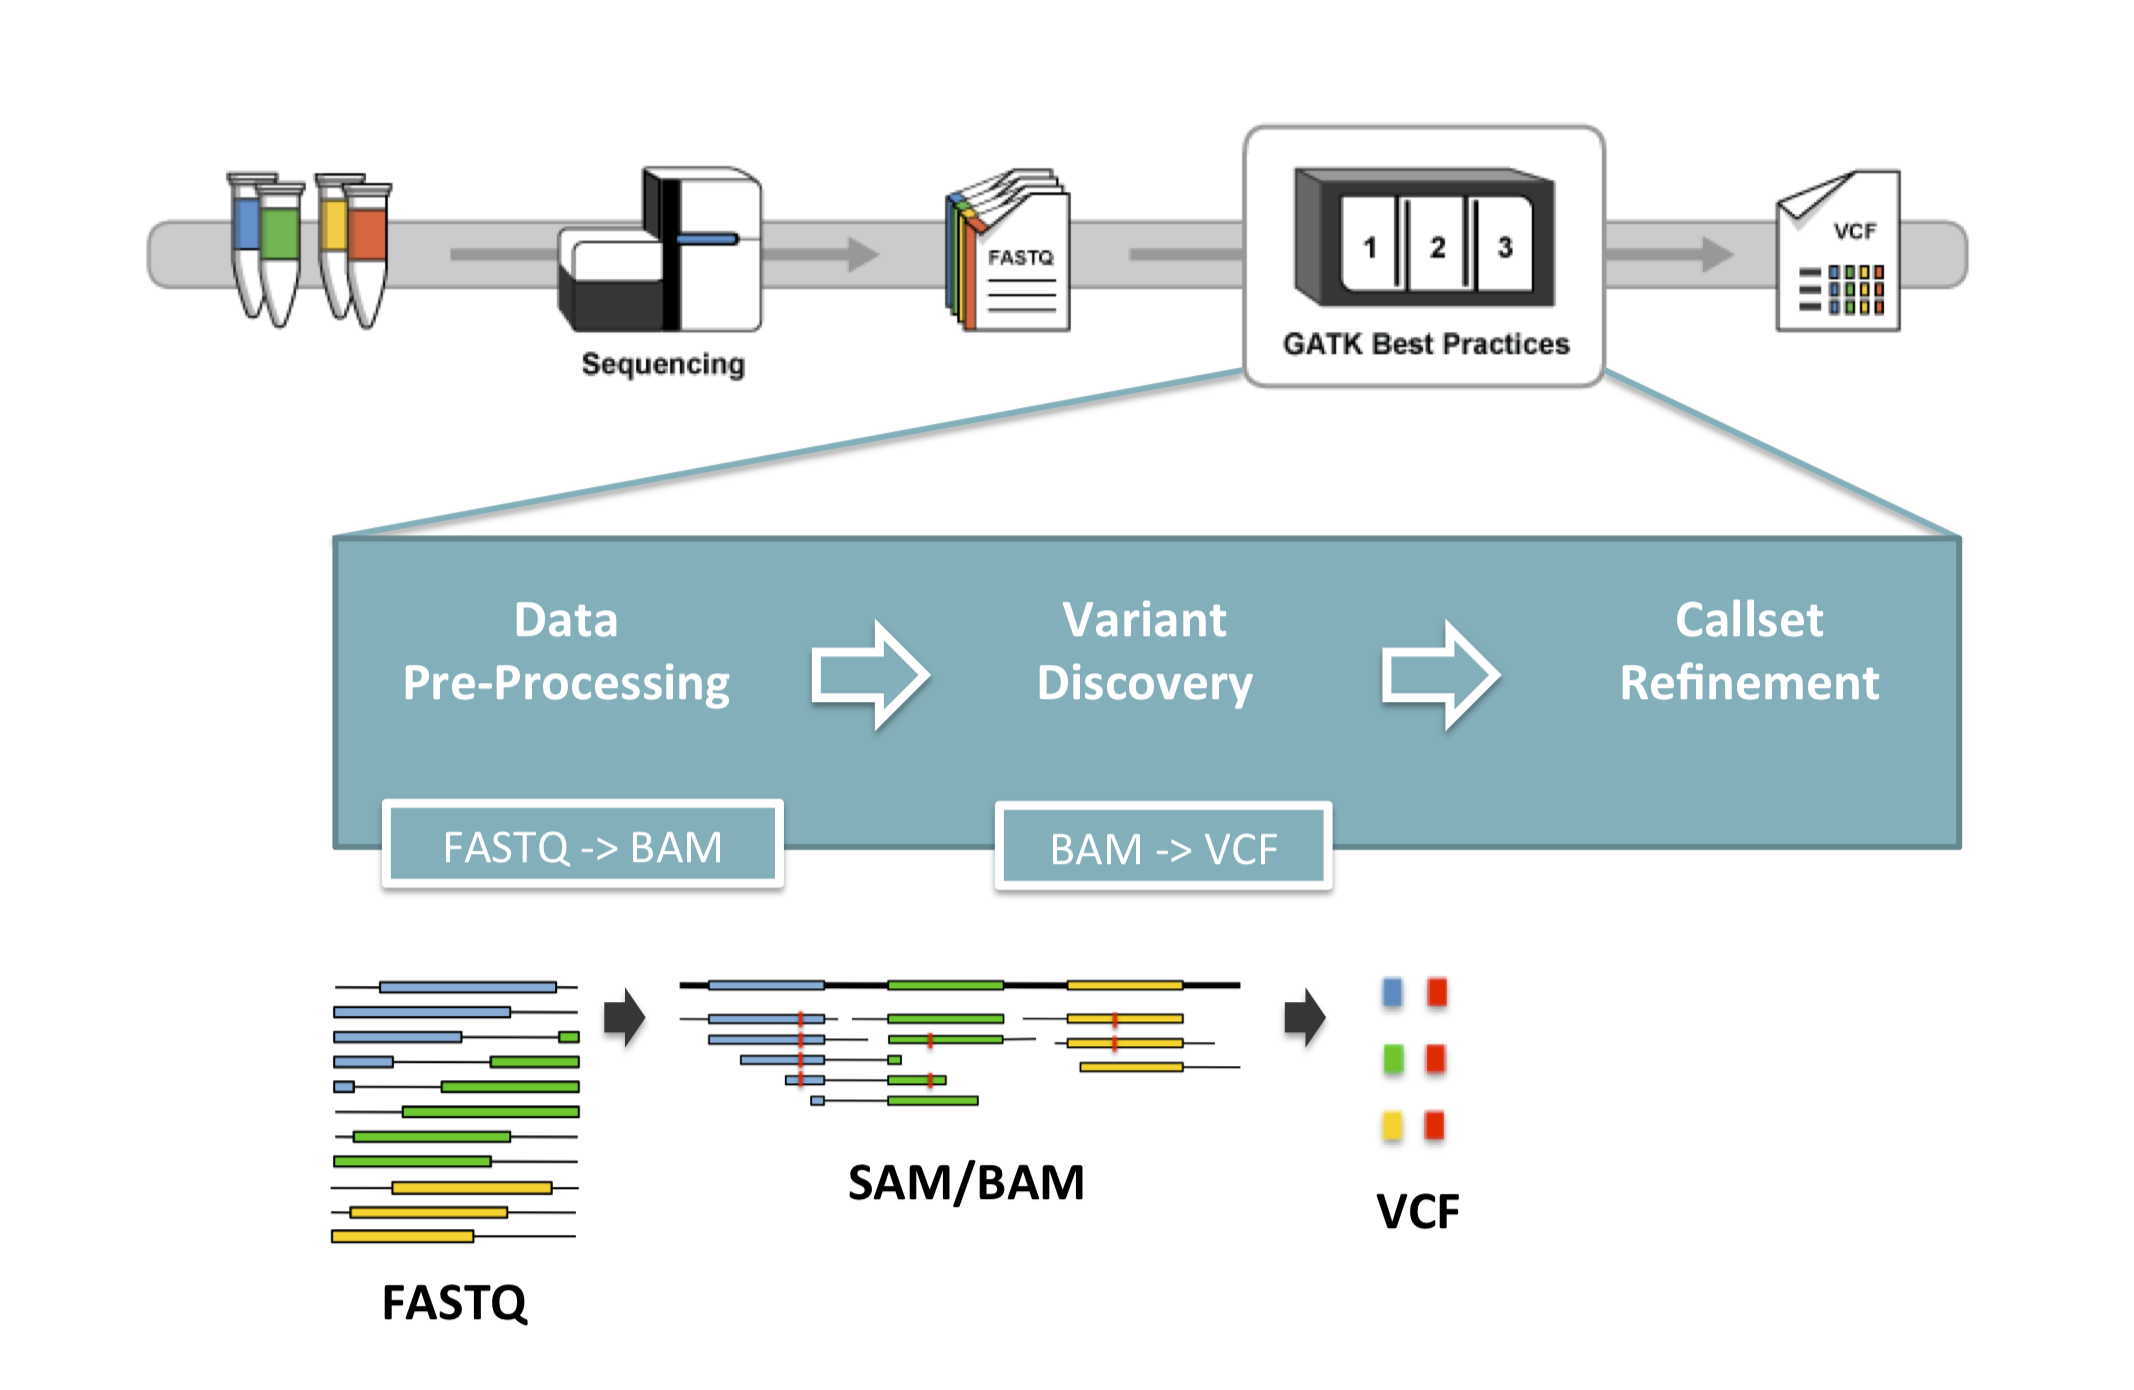 FASTQ
1 2 3
VCF
Sequencing
GATK Best Practices
Data
Pre-Processing
Variant
Discovery
Callset
Refinement
FASTQ -> BAM
BAM -> VCF
SAM/BAM
VCF
FASTQ